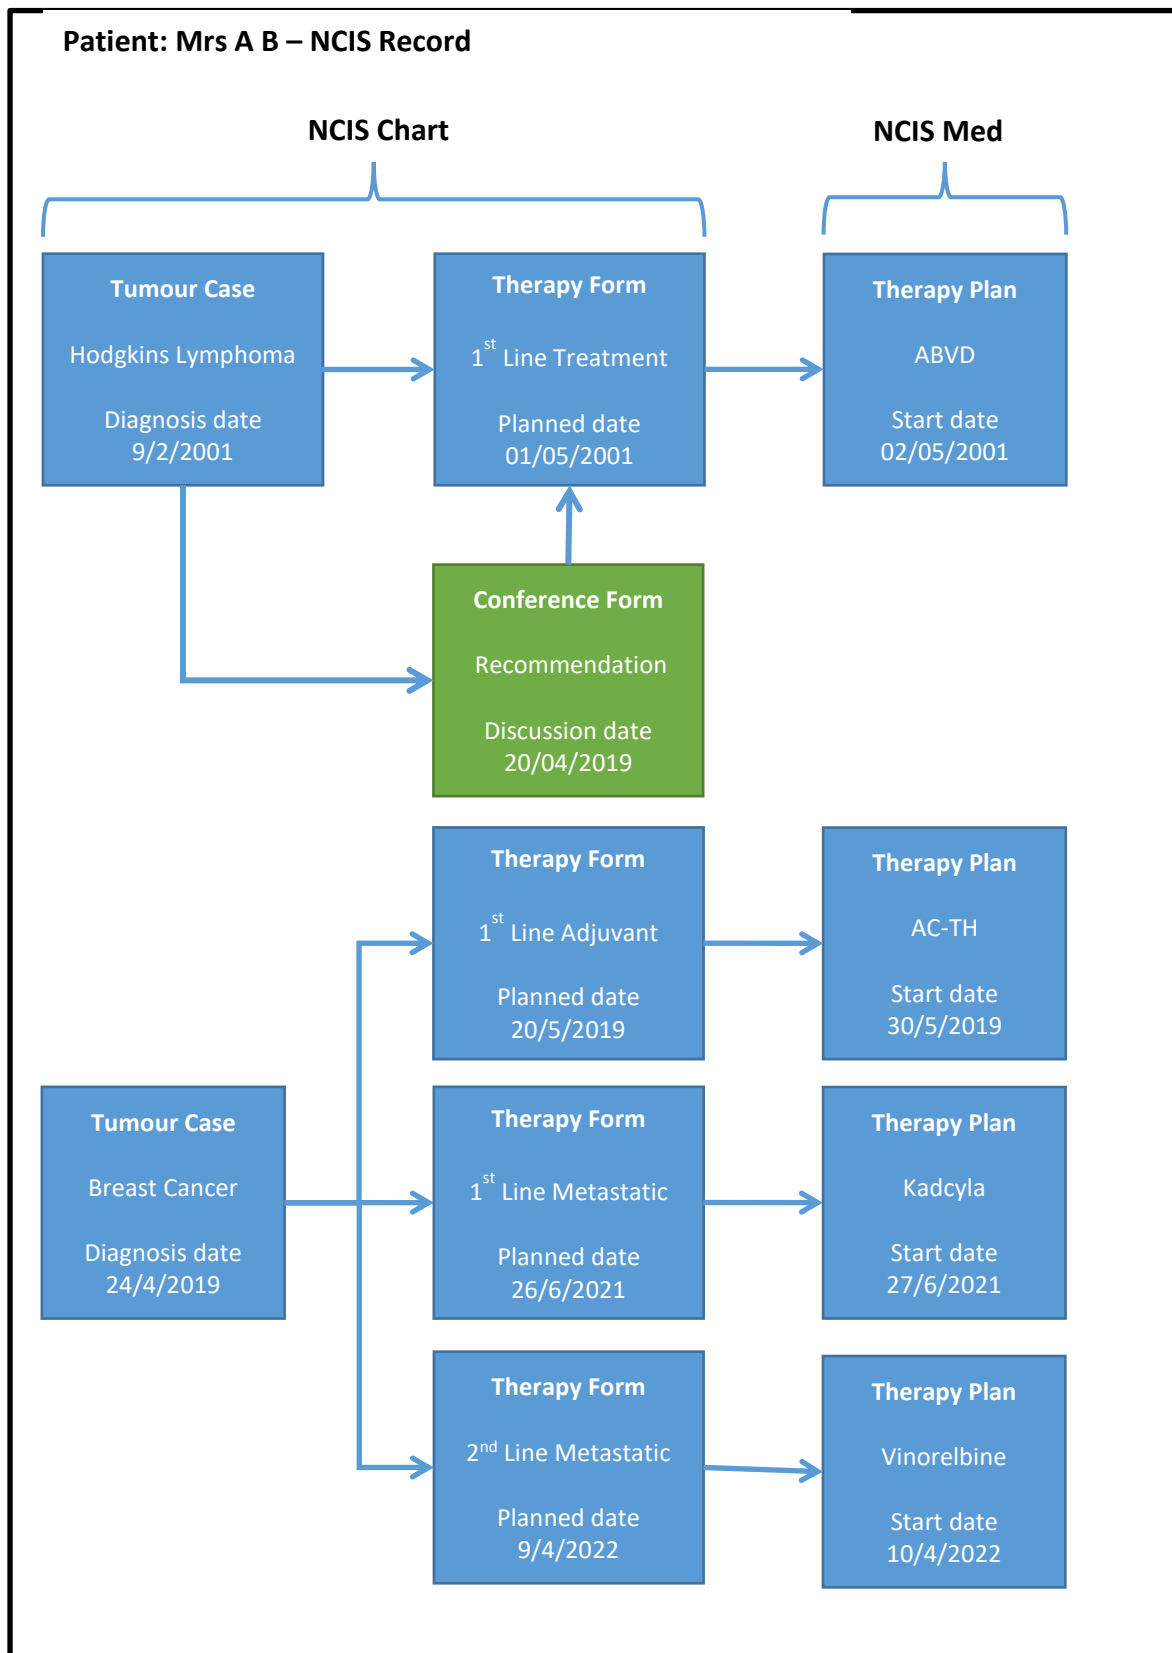 Patient: Mrs A B – NCIS Record
NCIS Chart
NCIS Med
Tumour Case
Hodgkins Lymphoma
Diagnosis date
9/2/2001
Therapy Form
1st Line Treatment
Planned date
01/05/2001
Therapy Plan
ABVD
Start date
02/05/2001
Conference Form
Recommendation
Discussion date
20/04/2019
Therapy Form
1st Line Adjuvant
Planned date
20/5/2019
Therapy Plan
AC-TH
Start date
30/5/2019
Tumour Case
Breast Cancer
Diagnosis date
24/4/2019
Therapy Form
1st Line Metastatic
Planned date
26/6/2021
Therapy Plan
Kadcyla
Start date
27/6/2021
Therapy Form
2nd Line Metastatic
Planned date
9/4/2022
Therapy Plan
Vinorelbine
Start date
10/4/2022